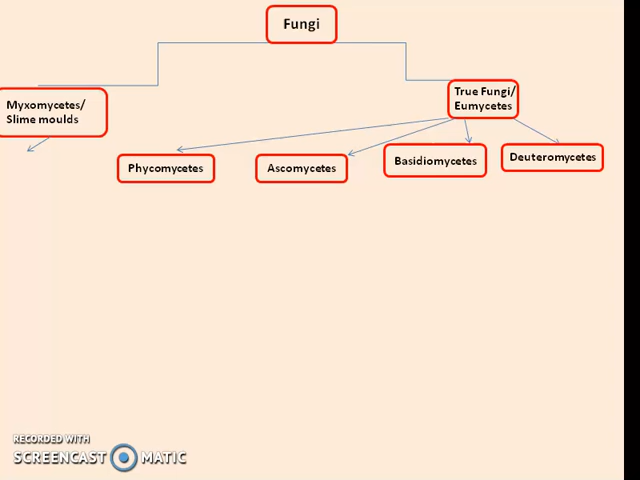 Fungi
Myxomycetes/
Slime moulds
True Fungi/
Eumycetes
Phycomycetes
Ascomycetes
Basidiomycetes
Deuteromycetes
RECORDED WITH
SCREENCAST MATIC